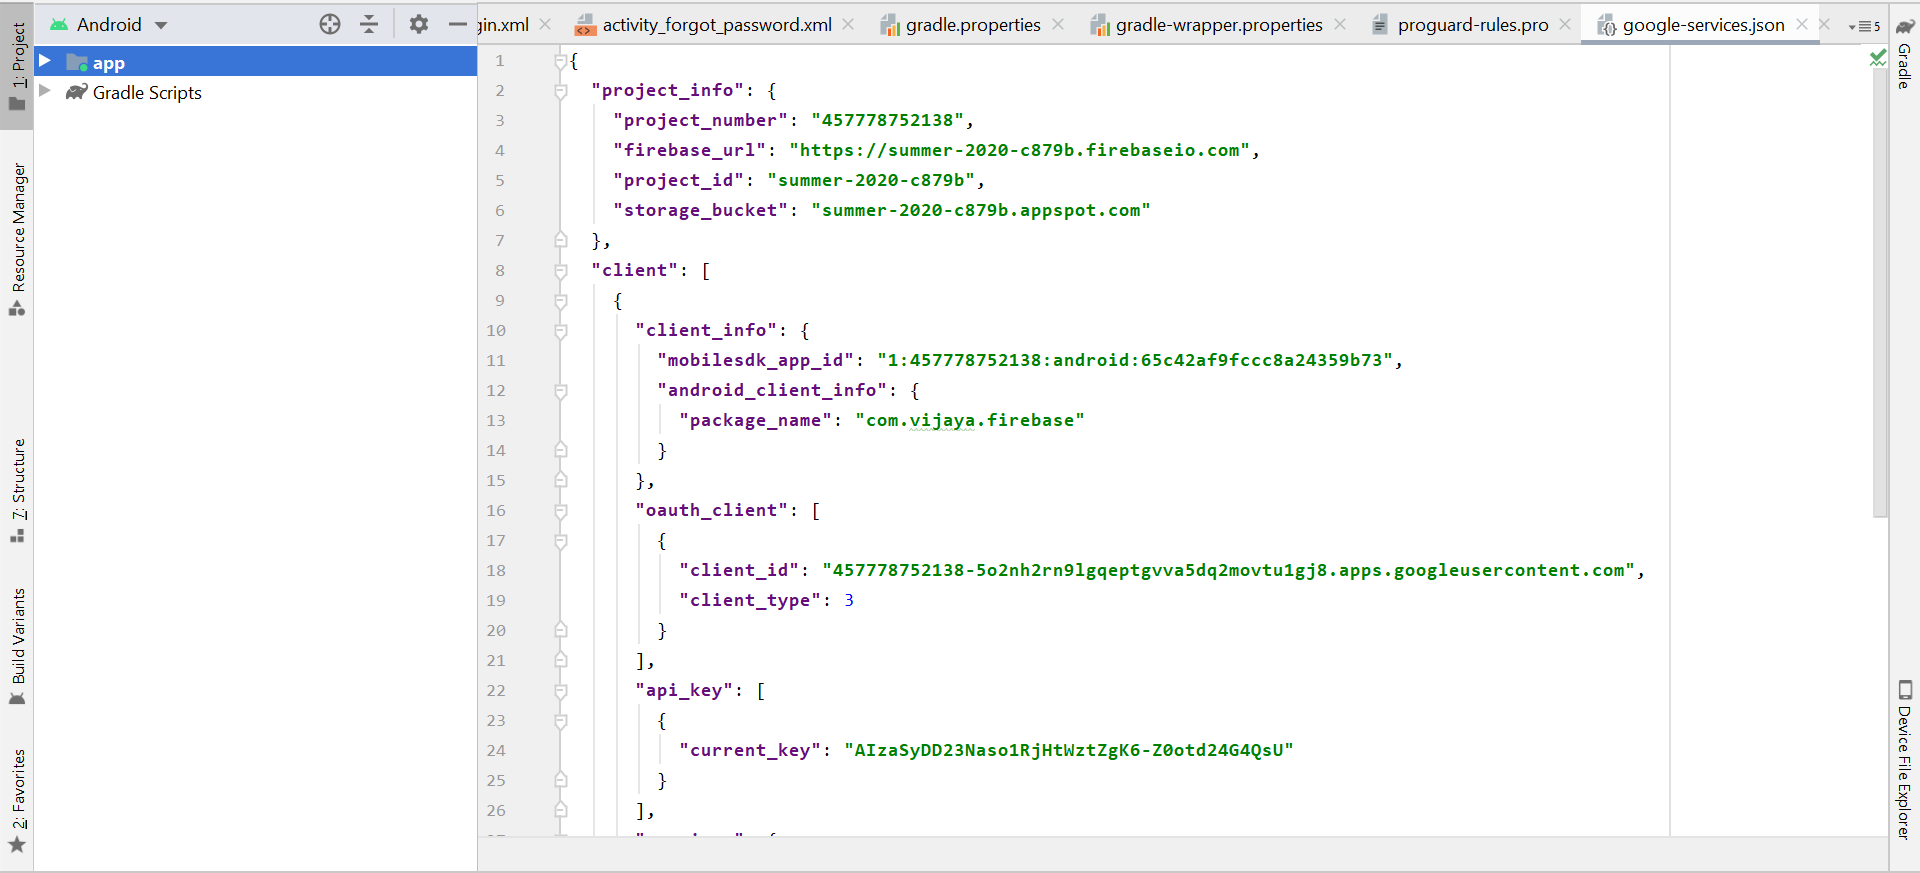 Android
gin.xml
activity_forgot_password.xml
gradle.properties
gradle-wrapper.properties
proguard-rules.pro
google-services.json
5
1: Project
Resource Manager
7: Structure
Build Variants
2: Favorites
app
Gradle Scripts
1 {
2 "project_info": {
3 "project_number": "457778752138",
4 "firebase_url": "https://summer-2020-c879b.firebaseio.com",
5 "project_id": "summer-2020-c879b",
6 "storage_bucket": "summer-2020-c879b.appspot.com"
7 },
8 "client": [
9 {
10 "client_info": {
11 "mobilesdk_app_id": "1:457778752138:android:65c42af9fccc8a24359b73",
12 "android_client_info": {
13 "package_name": "com.vijaya.firebase"
14 }
15 },
16 "oauth_client": [
17 {
18 "client_id": "457778752138-5o2nh2rn9lgqeptgvva5dq2movtu1gj8.apps.googleusercontent.com",
19 "client_type": 3
20 }
21 ],
22 "api_key": [
23 {
24 "current_key": "AIzaSyDD23Naso1RjHtWztZgK6-Z0otd24G4QsU"
25 }
26 ],
Gradle
Device File Explorer